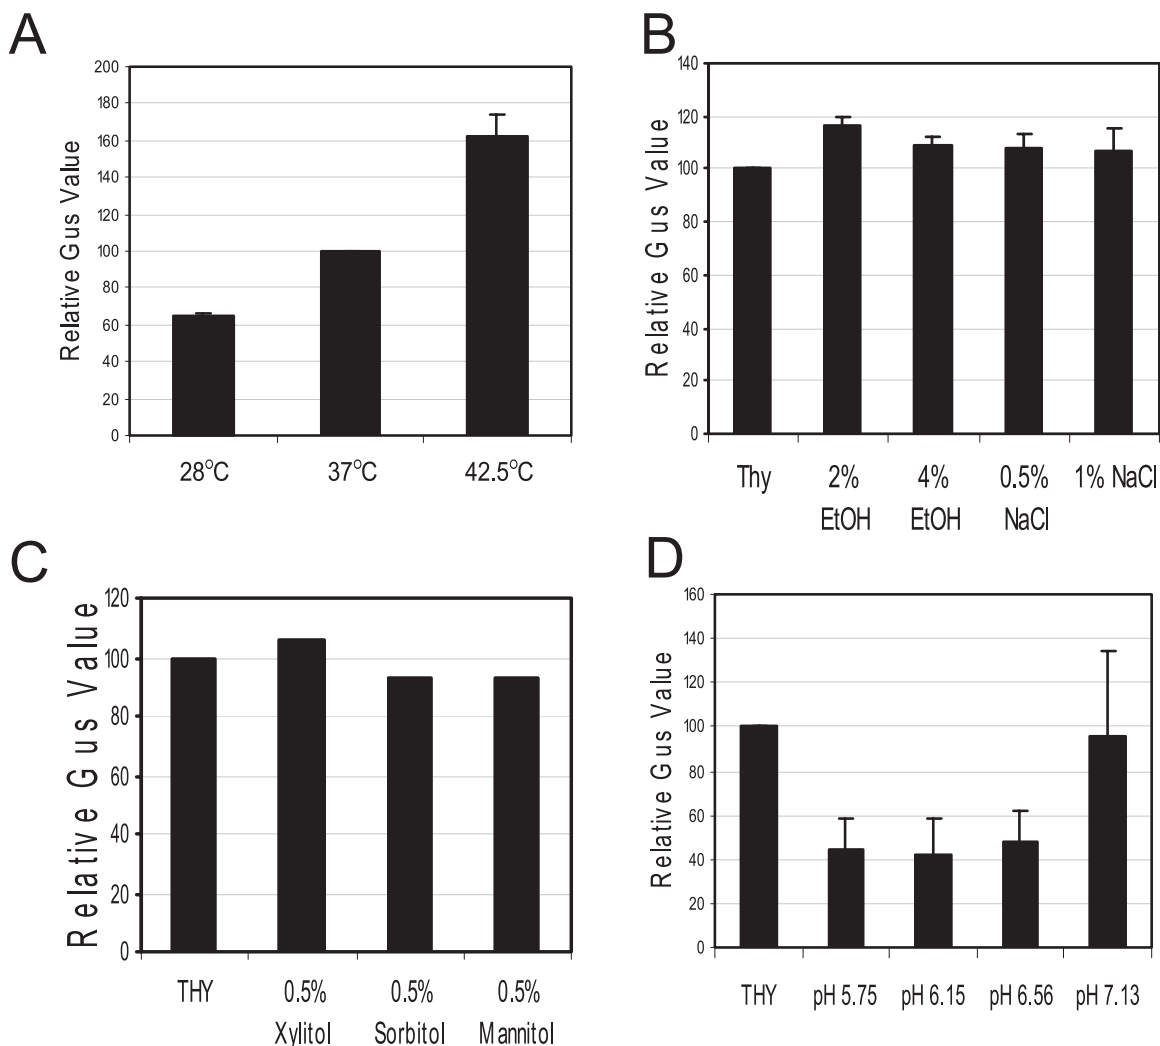 A
Relative Gus Value
200
180
160
140
120
100
80
60
40
20
0
28°C 37°C 42.5°C
B
Relative Gus Value
140
120
100
80
60
40
20
0
Thy 2% 4% 0.5% 1% NaCl
EtOH EtOH NaCl
C
Relative Gus Value
120
100
80
60
40
20
0
THY 0.5% 0.5% 0.5%
Xylitol Sorbitol Mannitol
D
Relative Gus Value
160
140
120
100
80
60
40
20
0
THY pH 5.75 pH 6.15 pH 6.56 pH 7.13